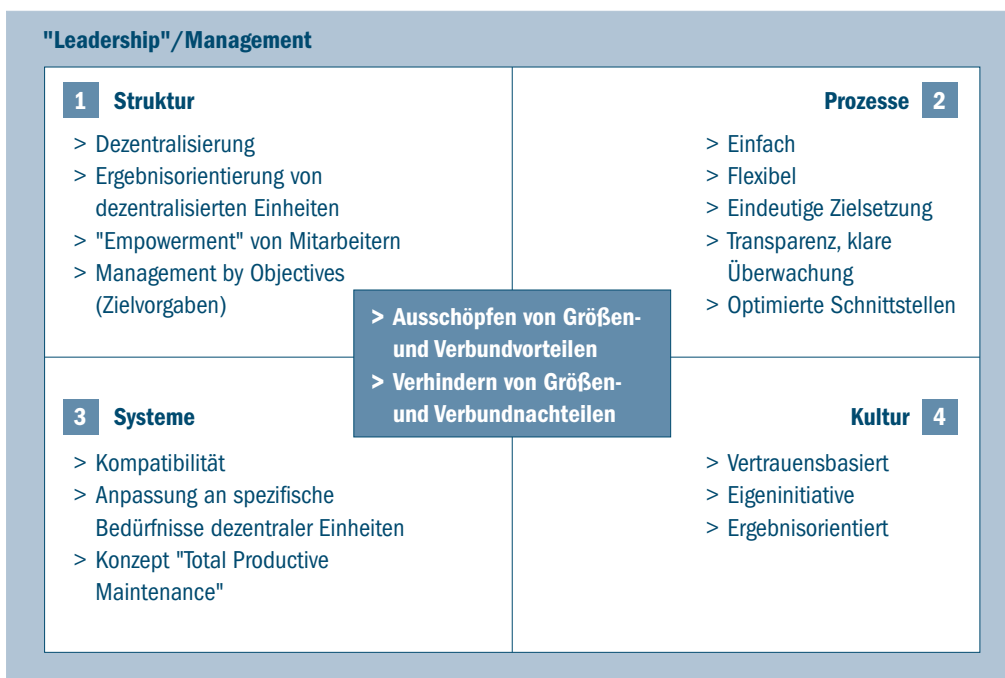 "Leadership"/Management
1 Struktur
> Dezentralisierung
> Ergebnisorientierung von
dezentralisierten Einheiten
> "Empowerment" von Mitarbeitern
> Management by Objectives
(Zielvorgaben)
Prozesse 2
> Einfach
> Flexibel
> Eindeutige Zielsetzung
> Transparenz, klare
Überwachung
> Optimierte Schnittstellen
> Ausschöpfen von Größen-
und Verbundvorteilen
> Verhindern von Größen-
und Verbundnachteilen
3 Systeme
> Kompatibilität
> Anpassung an spezifische
Bedürfnisse dezentraler Einheiten
> Konzept "Total Productive
Maintenance"
Kultur 4
> Vertrauensbasiert
> Eigeninitiative
> Ergebnisorientiert